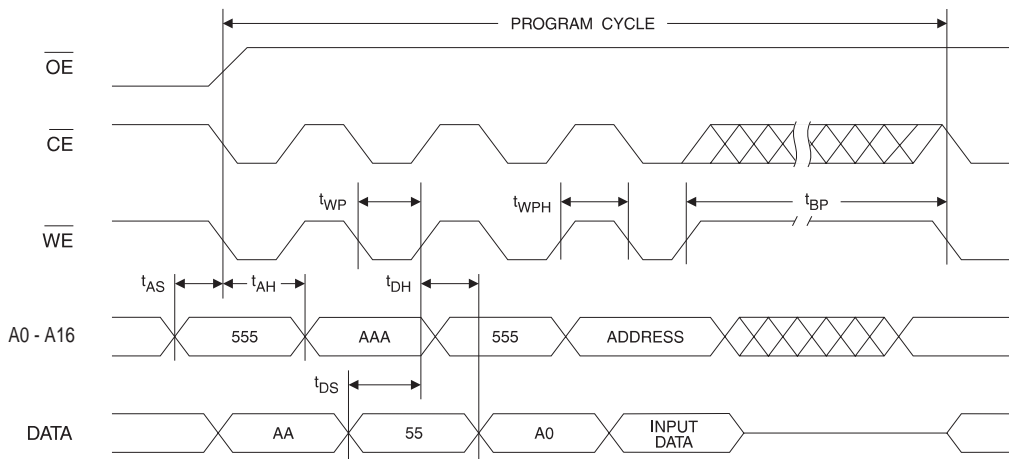 PROGRAM CYCLE
OE
CE
tWP
tWPH
tBP
WE
tAS
tAH
tDH
A0 - A16
555
AAA
555
ADDRESS
tDS
DATA
AA
55
A0
INPUT
DATA